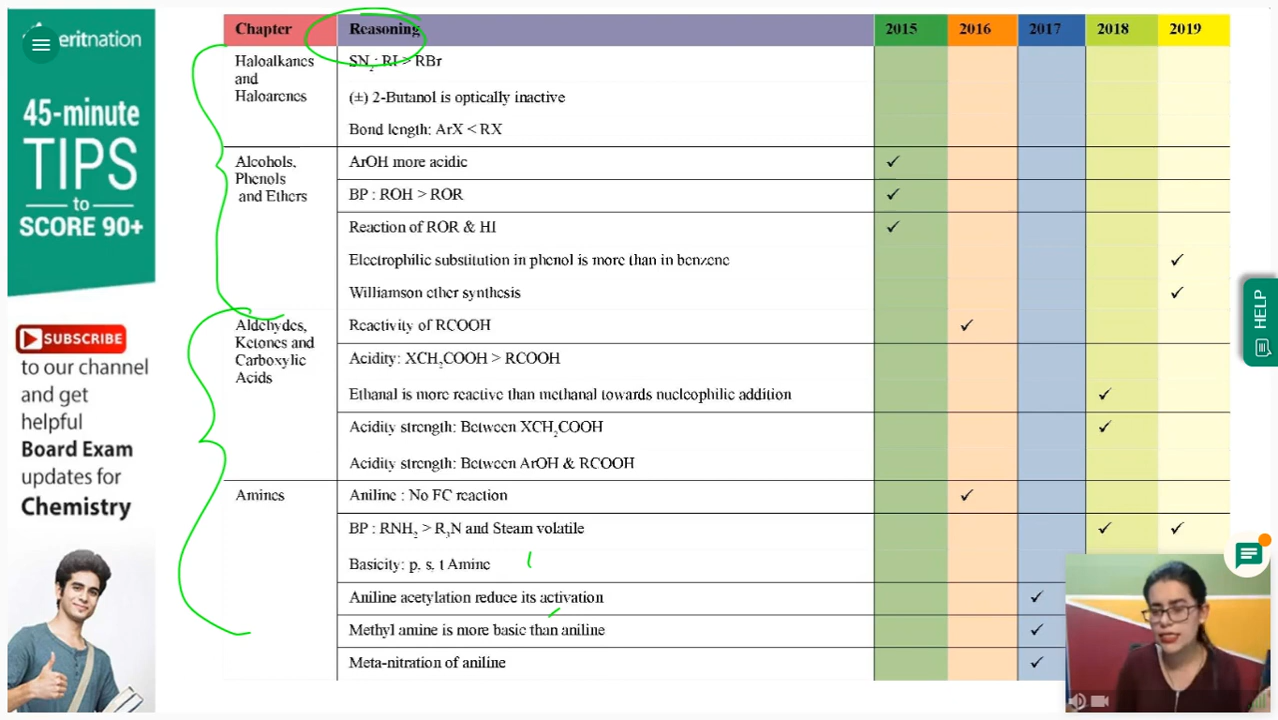 eritnation
45-minute
TIPS
to
SCORE 90+
SUBSCRIBE
to our channel
and get
helpful
Board Exam
updates for
Chemistry
Chapter Reasoning 2015 2016 2017 2018 2019
Haloalkanes
and
Haloarenes
SN₂: RI > RBr
(±) 2-Butanol is optically inactive
Bond length: ArX < RX
Alcohols,
Phenols
and Ethers
ArOH more acidic ✓
BP : ROH > ROR ✓
Reaction of ROR & HI ✓
Electrophilic substitution in phenol is more than in benzene ✓
Williamson ether synthesis ✓
Aldehydes,
Ketones and
Carboxylic
Acids
Reactivity of RCOOH ✓
Acidity: XCH₂COOH > RCOOH
Ethanal is more reactive than methanal towards nucleophilic addition ✓
Acidity strength: Between XCH₂COOH ✓
Acidity strength: Between ArOH & RCOOH
Amines
Aniline : No FC reaction ✓
BP : RNH₂ > R₃N and Steam volatile ✓ ✓
Basicity: p, s, t Amine
Aniline acetylation reduce its activation ✓
Methyl amine is more basic than aniline ✓
Meta-nitration of aniline ✓
HELP